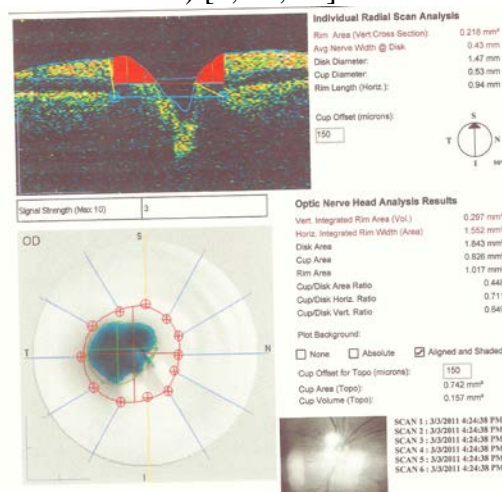 Individual Radial Scan Analysis
Rim Area (Vert.Cross Section): 0.218 mm²
Avg Nerve Width @ Disk: 0.43 mm
Disk Diameter: 1.47 mm
Cup Diameter: 0.53 mm
Rim Length (Horiz.): 0.94 mm
Cup Offset (microns):
150
S
T N
I
Signal Strength (Max 10) 3
Optic Nerve Head Analysis Results
Vert. Integrated Rim Area (Vol.) 0.297 mm³
Horiz. Integrated Rim Width (Area) 1.552 mm²
Disk Area 1.843 mm²
Cup Area 0.826 mm²
Rim Area 1.017 mm²
Cup/Disk Area Ratio 0.448
Cup/Disk Horiz. Ratio
Cup/Disk Vert. Ratio
Plot Background:
None Absolute Aligned and Shaded
Cup Offset for Topo (microns): 150
Cup Area (Topo): 0.742 mm²
Cup Volume (Topo): 0.157 mm³
OD
S
T N
I
SCAN 1 : 3/3/2011 4:24:38 PM
SCAN 2 : 3/3/2011 4:24:38 PM
SCAN 3 : 3/3/2011 4:24:38 PM
SCAN 4 : 3/3/2011 4:24:38 PM
SCAN 5 : 3/3/2011 4:24:38 PM
SCAN 6 : 3/3/2011 4:24:38 PM